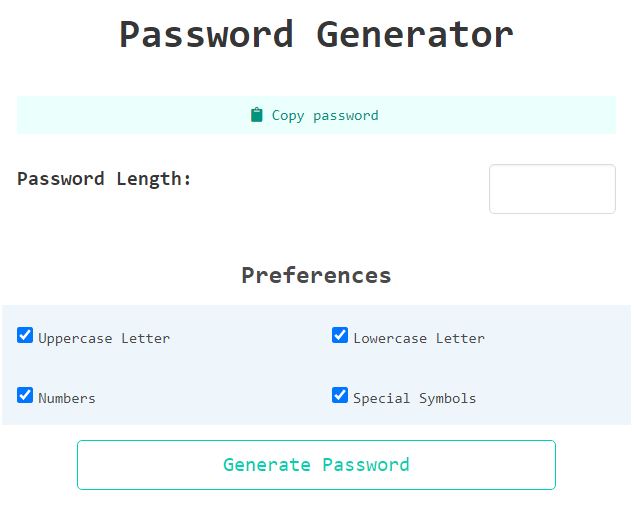 Password Generator
Copy password
Password Length:
Preferences
Uppercase Letter
Lowercase Letter
Numbers
Special Symbols
Generate Password